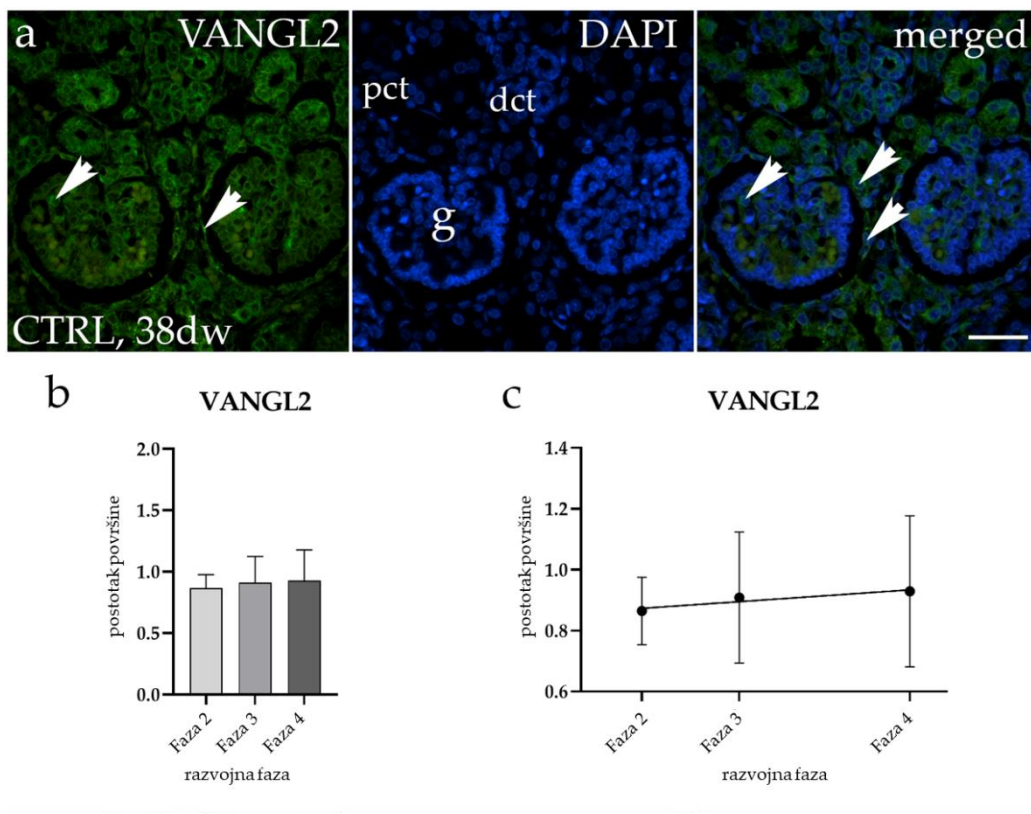 a VANGL2 DAPI merged
pct dct
g
CTRL, 38dw
b VANGL2
2.0
1.5
1.0
0.5
0.0
postotak površine
Faza 2 Faza 3 Faza 4
razvojna faza
c VANGL2
1.4
1.2
1.0
0.8
0.6
postotak površine
Faza 2 Faza 3 Faza 4
razvojna faza